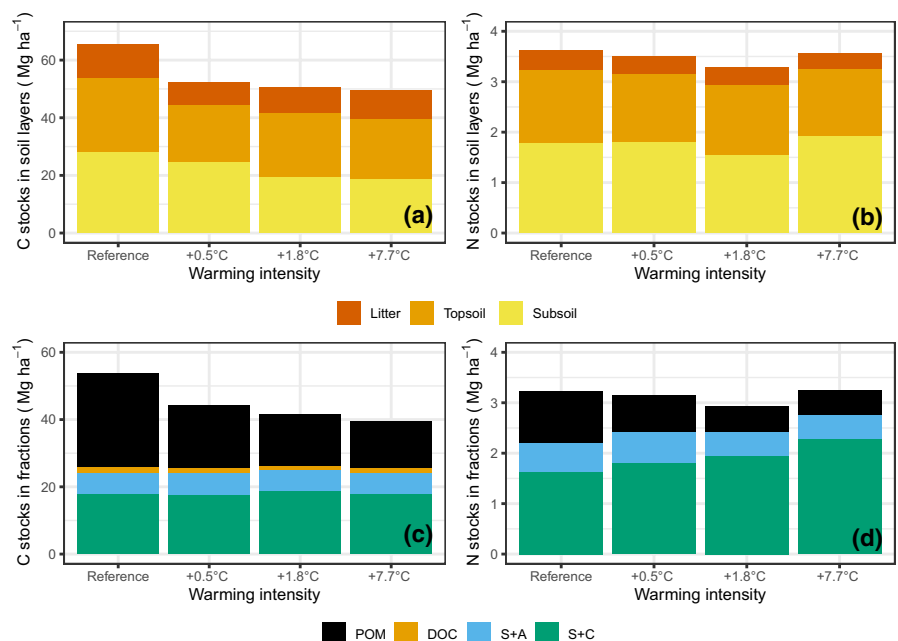 C stocks in soil layers ( Mg ha⁻¹)
60
40
20
0
(a)
Reference +0.5°C +1.8°C +7.7°C
Warming intensity
N stocks in soil layers ( Mg ha⁻¹)
4
3
2
1
0
(b)
Reference +0.5°C +1.8°C +7.7°C
Warming intensity
Litter Topsoil Subsoil
C stocks in fractions ( Mg ha⁻¹)
60
40
20
0
(c)
Reference +0.5°C +1.8°C +7.7°C
Warming intensity
N stocks in fractions ( Mg ha⁻¹)
4
3
2
1
0
(d)
Reference +0.5°C +1.8°C +7.7°C
Warming intensity
POM DOC S+A S+C